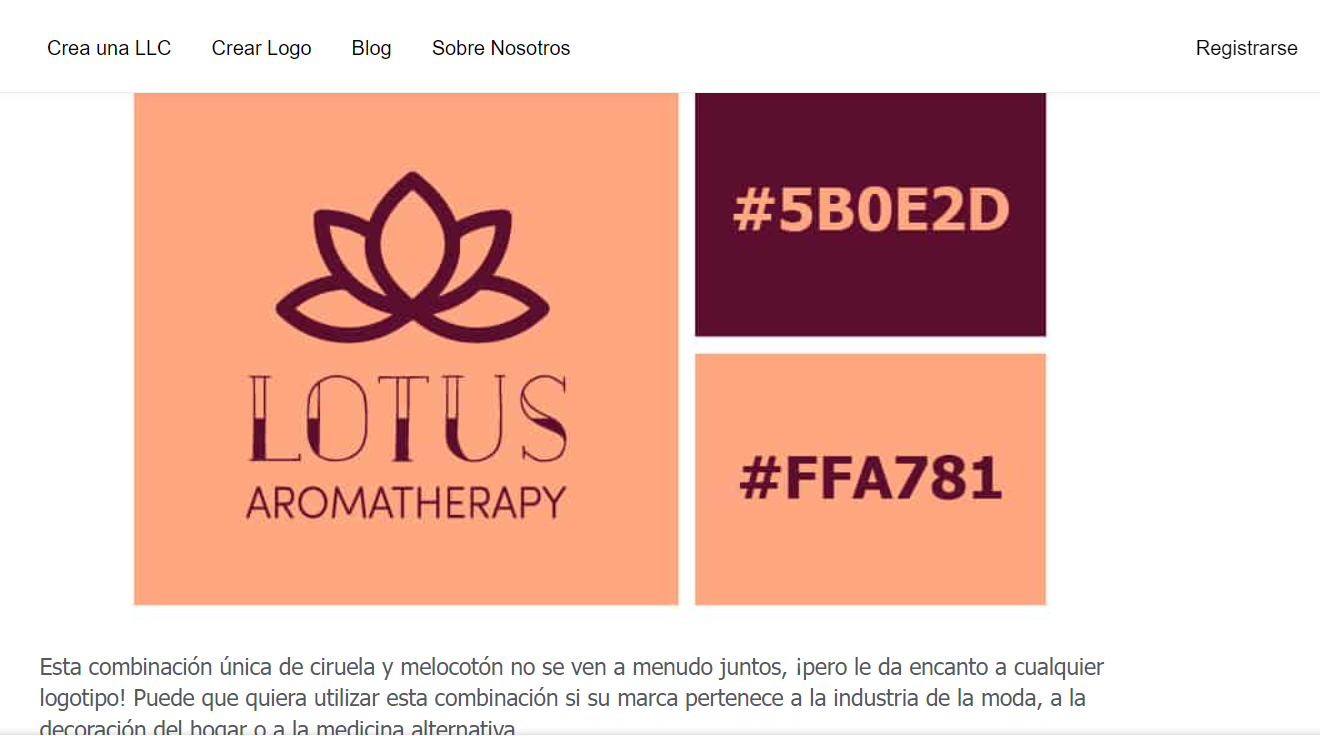 Crea una LLC Crear Logo Blog Sobre Nosotros Registrarse
LOTUS
AROMATHERAPY
#5B0E2D
#FFA781
Esta combinación única de ciruela y melocotón no se ven a menudo juntos, ¡pero le da encanto a cualquier
logotipo! Puede que quiera utilizar esta combinación si su marca pertenece a la industria de la moda, a la
decoración del hogar o a la medicina alternativa